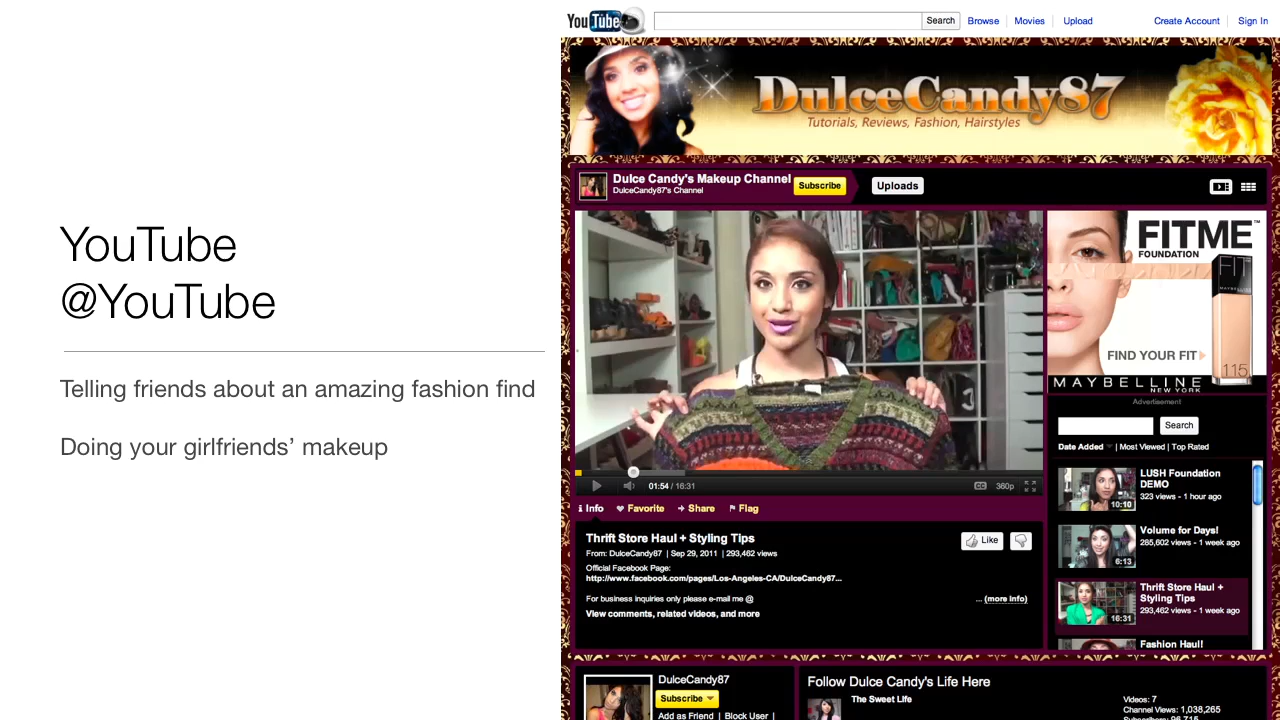 YouTube
@YouTube
Telling friends about an amazing fashion find
Doing your girlfriends’ makeup
YouTube
Search
Browse
Movies
Upload
Create Account
Sign In
DulceCandy87
Tutorials, Reviews, Fashion, Hairstyles
Dulce Candy's Makeup Channel
DulceCandy87's Channel
Subscribe
Uploads
01:54 / 16:31
CC
360p
Info
Favorite
Share
Flag
Thrift Store Haul + Styling Tips
From: DulceCandy87 | Sep 29, 2011 | 293,462 views
Like
Official Facebook Page:
http://www.facebook.com/pages/Los-Angeles-CA/DulceCandy87...
For business inquiries only please e-mail me @
... (more info)
View comments, related videos, and more
FITME™
FOUNDATION
FIT
MAYBELLINE
FIND YOUR FIT
115
MAYBELLINE
NEW YORK
Advertisement
Search
Date Added | Most Viewed | Top Rated
LUSH Foundation
DEMO
323 views - 1 hour ago
10:10
Volume for Days!
285,602 views - 1 week ago
6:13
Thrift Store Haul +
Styling Tips
293,462 views - 1 week ago
16:31
Fashion Haul!
DulceCandy87
Subscribe
Add as Friend | Block User |
Follow Dulce Candy's Life Here
The Sweet Life
Videos: 7
Channel Views: 1,038,265
Subscribers: 96,715